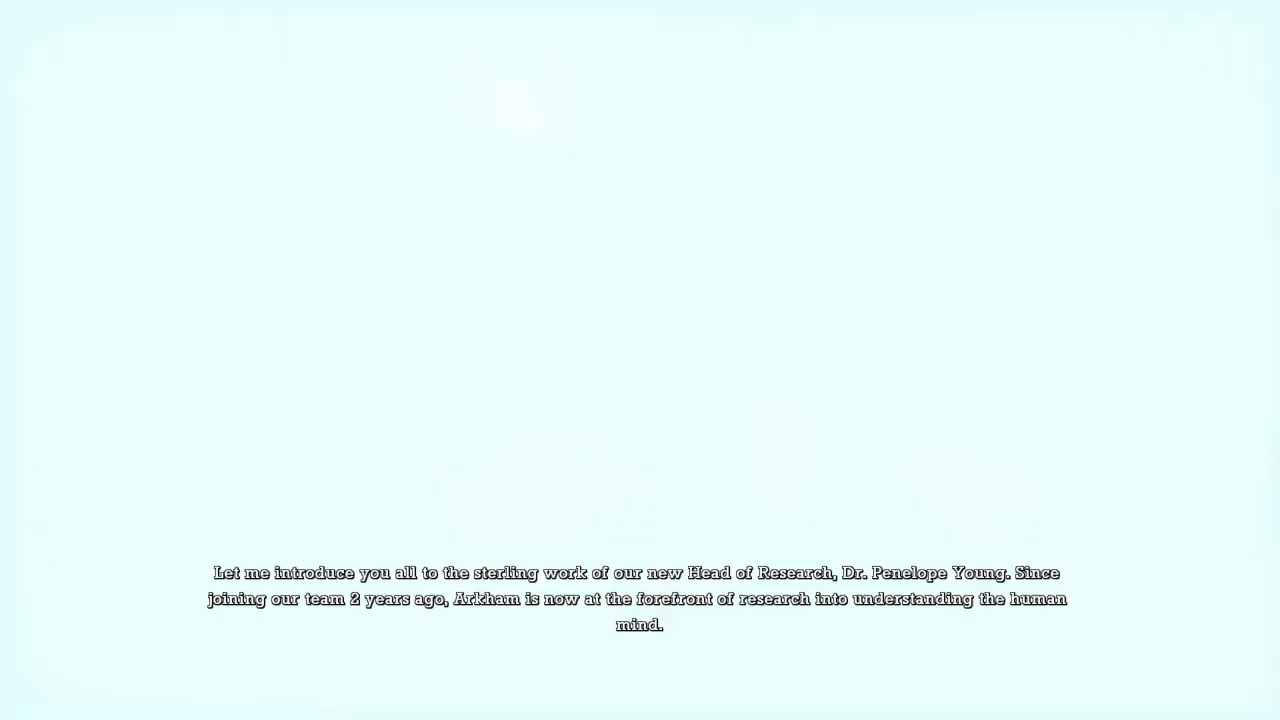 Let me introduce you all to the sterling work of our new Head of Research, Dr. Penelope Young. Since
joining our team 2 years ago, Arkham is now at the forefront of research into understanding the human
mind.